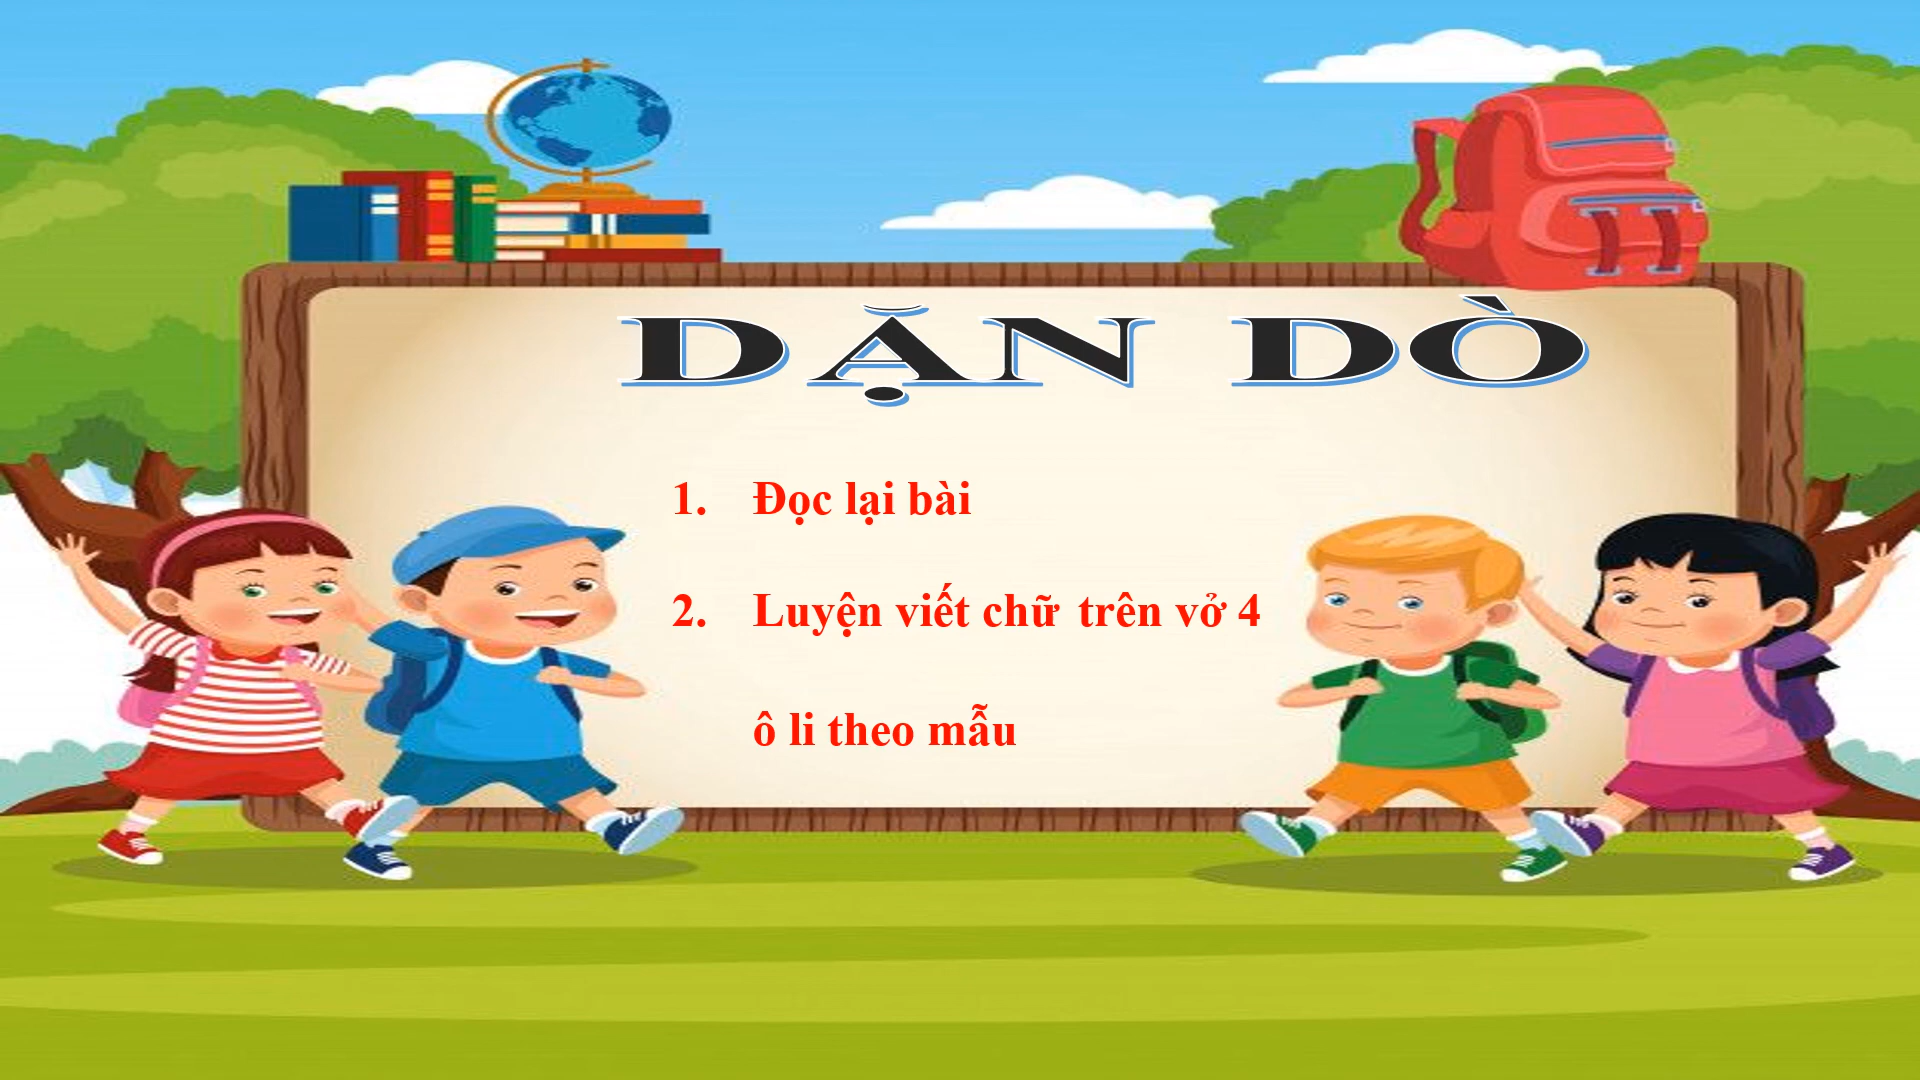 DẶN DÒ
1. Đọc lại bài
2. Luyện viết chữ trên vở 4
ô li theo mẫu